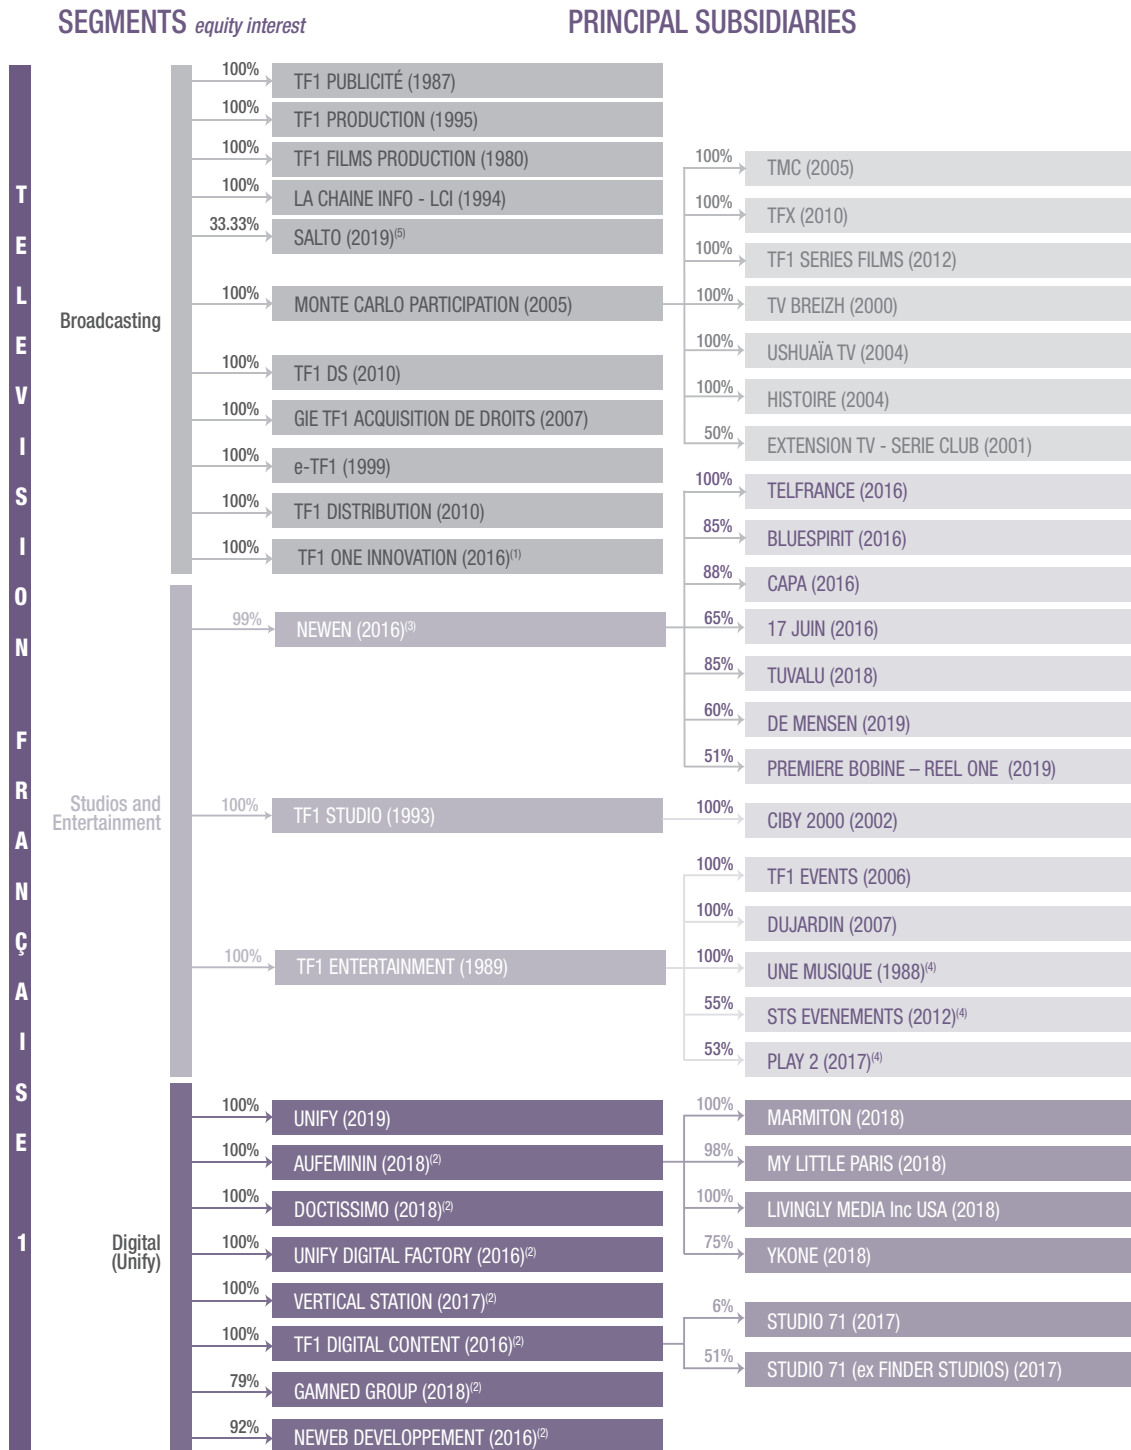 SEGMENTS equity interest
PRINCIPAL SUBSIDIARIES
TELEVISION FRANÇAISE 1
Broadcasting
100% TF1 PUBLICITÉ (1987)
100% TF1 PRODUCTION (1995)
100% TF1 FILMS PRODUCTION (1980)
100% LA CHAINE INFO - LCI (1994)
33.33% SALTO (2019)(5)
100% MONTE CARLO PARTICIPATION (2005)
100% TMC (2005)
100% TFX (2010)
100% TF1 SERIES FILMS (2012)
100% TV BREIZH (2000)
100% USHUAÏA TV (2004)
100% HISTOIRE (2004)
50% EXTENSION TV - SERIE CLUB (2001)
100% TF1 DS (2010)
100% GIE TF1 ACQUISITION DE DROITS (2007)
100% e-TF1 (1999)
100% TF1 DISTRIBUTION (2010)
100% TF1 ONE INNOVATION (2016)(1)
Studios and
Entertainment
99% NEWEN (2016)(3)
100% TELFRANCE (2016)
85% BLUESPIRIT (2016)
88% CAPA (2016)
65% 17 JUIN (2016)
85% TUVALU (2018)
60% DE MENSEN (2019)
51% PREMIERE BOBINE – REEL ONE (2019)
100% TF1 STUDIO (1993)
100% CIBY 2000 (2002)
100% TF1 ENTERTAINMENT (1989)
100% TF1 EVENTS (2006)
100% DUJARDIN (2007)
100% UNE MUSIQUE (1988)(4)
55% STS EVENEMENTS (2012)(4)
53% PLAY 2 (2017)(4)
Digital
(Unify)
100% UNIFY (2019)
100% AUFEMININ (2018)(2)
100% MARMITON (2018)
98% MY LITTLE PARIS (2018)
100% LIVINGLY MEDIA Inc USA (2018)
75% YKONE (2018)
100% DOCTISSIMO (2018)(2)
100% UNIFY DIGITAL FACTORY (2016)(2)
100% VERTICAL STATION (2017)(2)
100% TF1 DIGITAL CONTENT (2016)(2)
6% STUDIO 71 (2017)
51% STUDIO 71 (ex FINDER STUDIOS) (2017)
79% GAMNED GROUP (2018)(2)
92% NEWEB DEVELOPPEMENT (2016)(2)